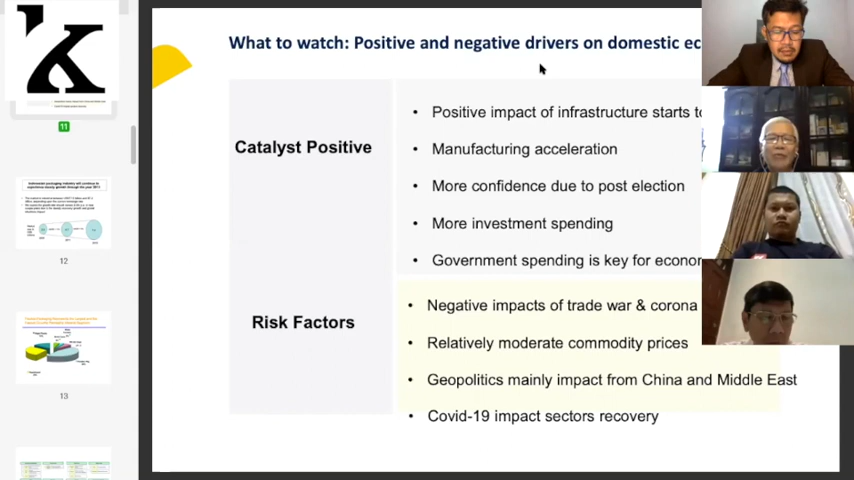 What to watch: Positive and negative drivers on domestic ec
Catalyst Positive
• Positive impact of infrastructure starts to
• Manufacturing acceleration
• More confidence due to post election
• More investment spending
• Government spending is key for econor
Risk Factors
• Negative impacts of trade war & corona
• Relatively moderate commodity prices
• Geopolitics mainly impact from China and Middle East
• Covid-19 impact sectors recovery
k
11
12
13